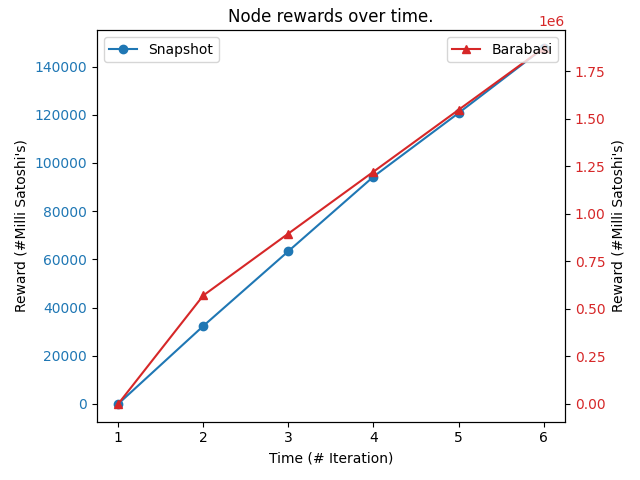 Node rewards over time.
1e6
Snapshot
Barabasi
140000
120000
100000
80000
60000
40000
20000
0
1.75
1.50
1.25
1.00
0.75
0.50
0.25
0.00
Reward (#Milli Satoshi's)
Reward (#Milli Satoshi's)
1 2 3 4 5 6
Time (# Iteration)